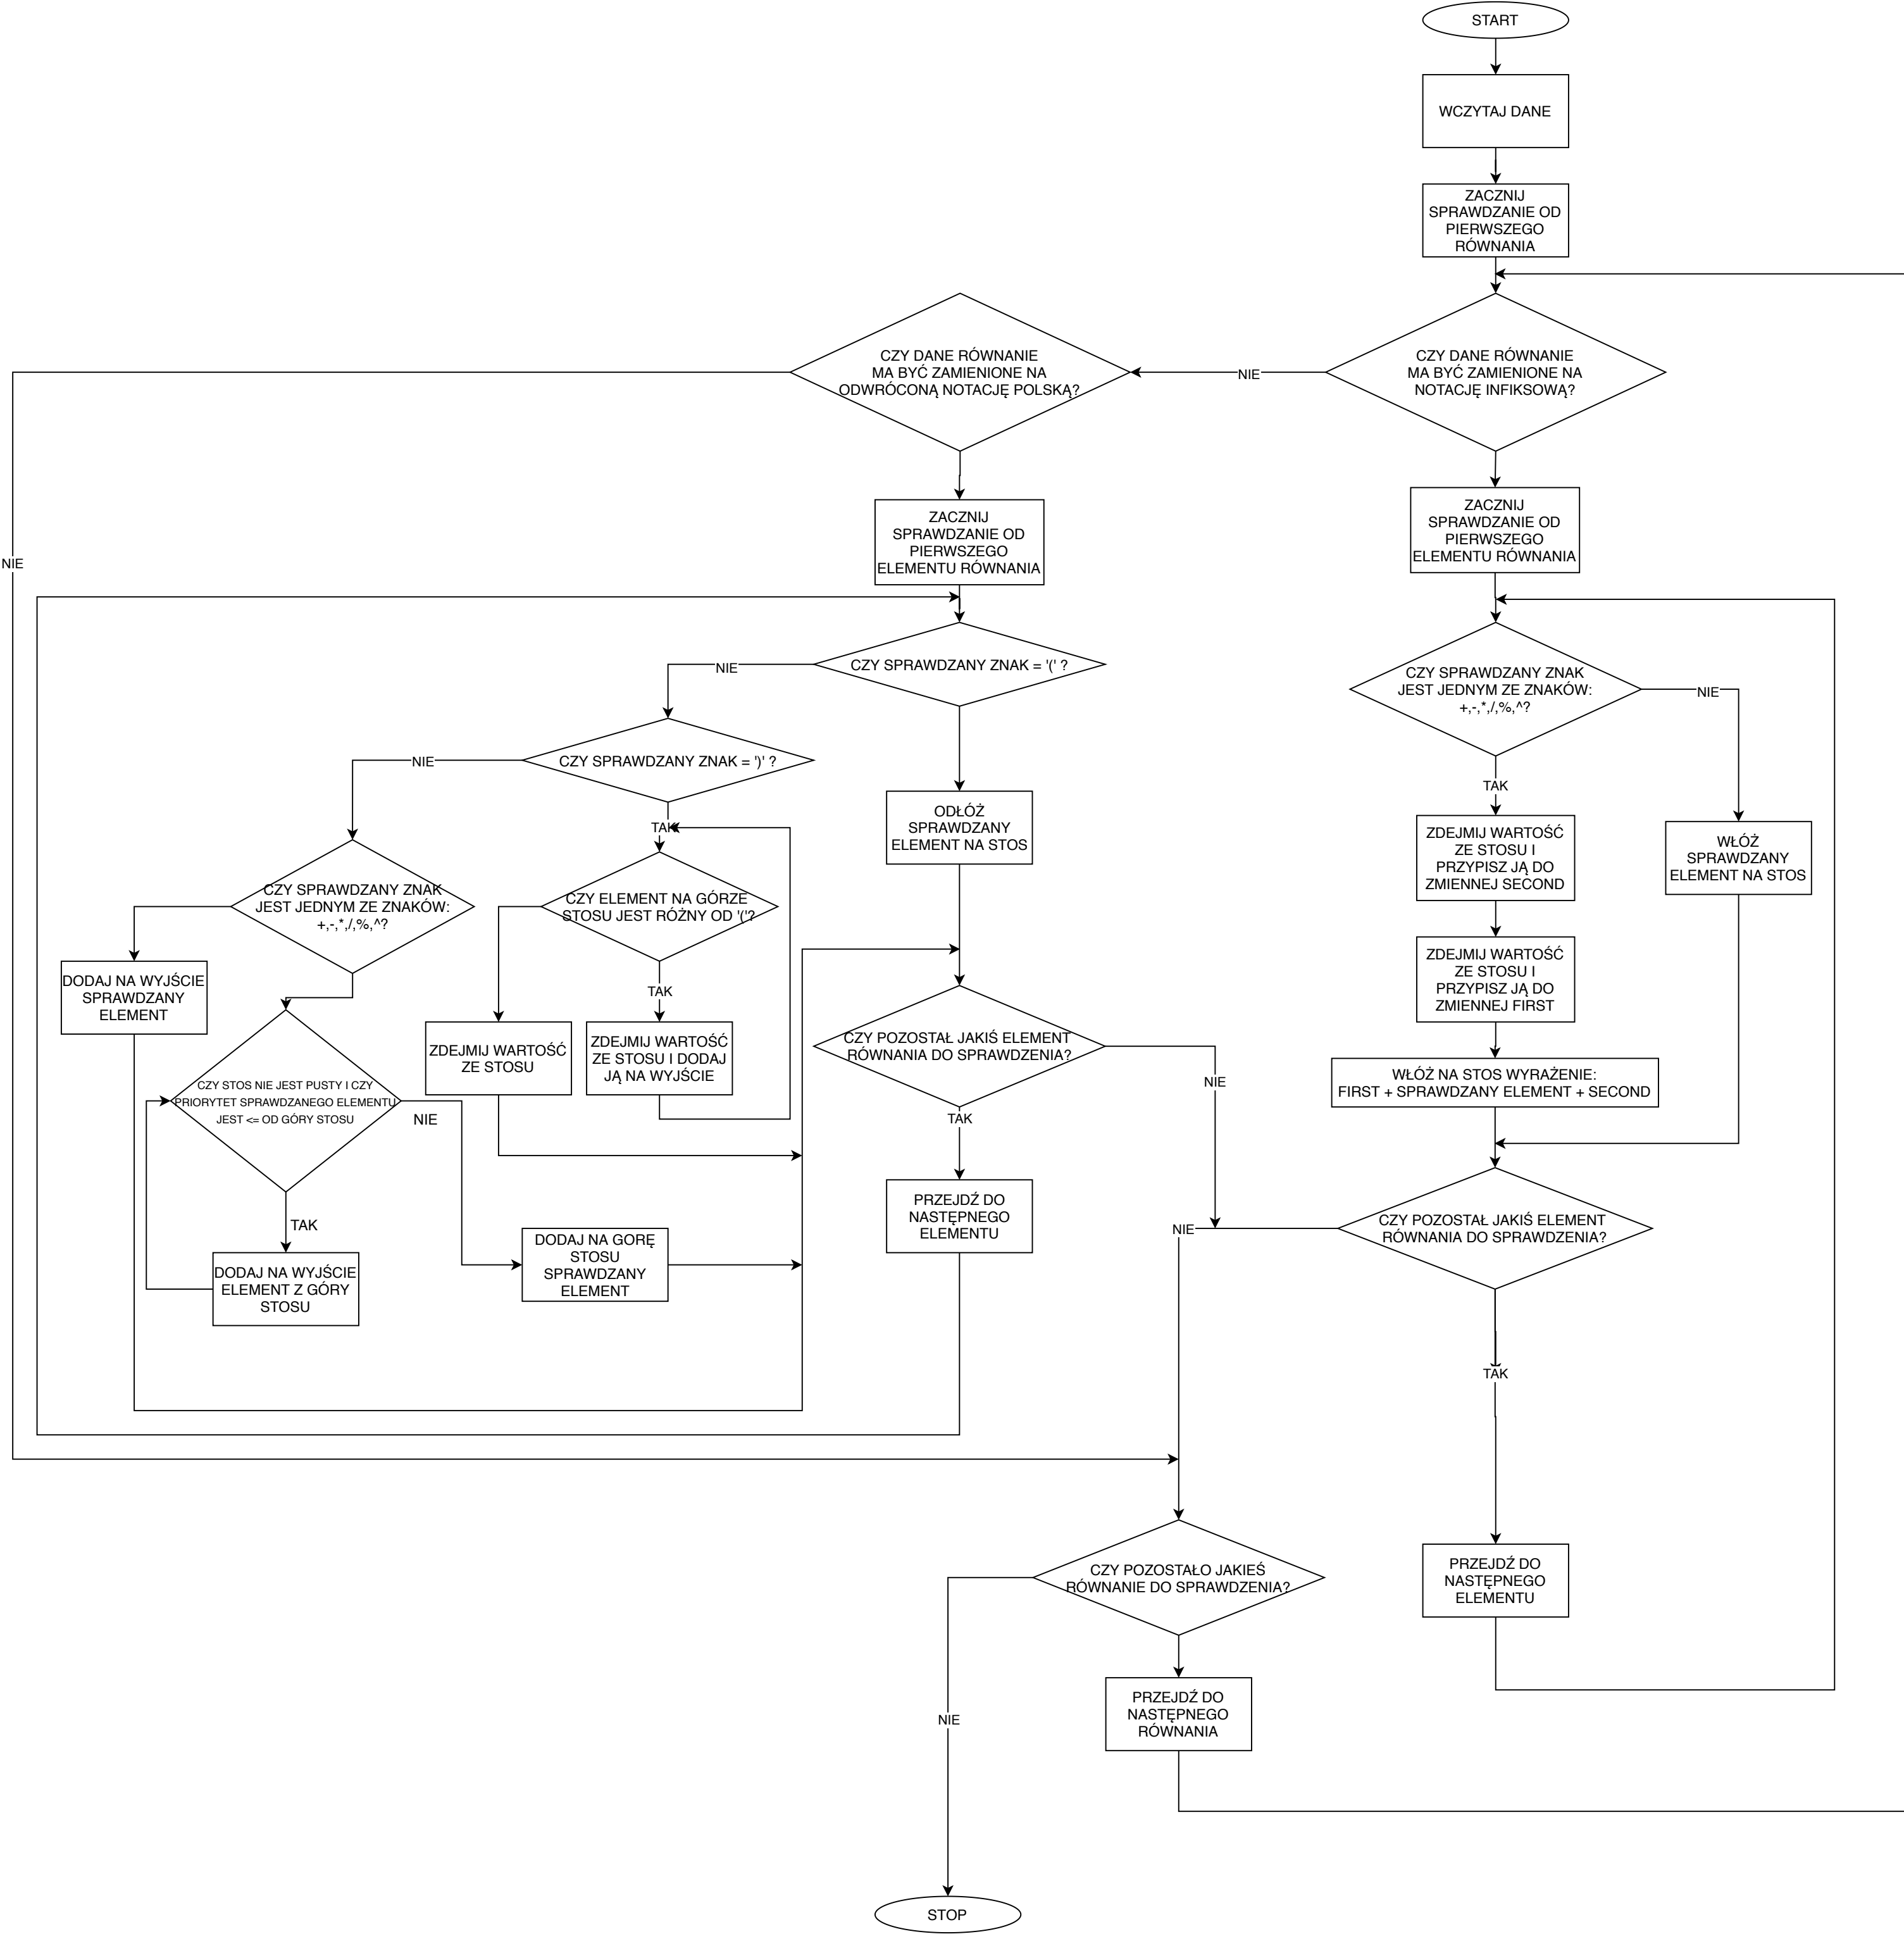 START
WCZYTAJ DANE
ZACZNIJ
SPRAWDZANIE OD
PIERWSZEGO
RÓWNANIA
CZY DANE RÓWNANIE
MA BYĆ ZAMIENIONE NA
ODWRÓCONĄ NOTACJĘ POLSKĄ?
NIE
CZY DANE RÓWNANIE
MA BYĆ ZAMIENIONE NA
NOTACJĘ INFIKSOWĄ?
NIE
ZACZNIJ
SPRAWDZANIE OD
PIERWSZEGO
ELEMENTU RÓWNANIA
ZACZNIJ
SPRAWDZANIE OD
PIERWSZEGO
ELEMENTU RÓWNANIA
NIE
CZY SPRAWDZANY ZNAK = '(' ?
CZY SPRAWDZANY ZNAK
JEST JEDNYM ZE ZNAKÓW:
+,-,*,/,%,^?
NIE
NIE
CZY SPRAWDZANY ZNAK = ')' ?
TAK
TAK
ODŁÓŻ
SPRAWDZANY
ELEMENT NA STOS
ZDEJMIJ WARTOŚĆ
ZE STOSU I
PRZYPISZ JĄ DO
ZMIENNEJ SECOND
WŁÓŻ
SPRAWDZANY
ELEMENT NA STOS
CZY SPRAWDZANY ZNAK
JEST JEDNYM ZE ZNAKÓW:
+,-,*,/,%,^?
CZY ELEMENT NA GÓRZE
STOSU JEST RÓŻNY OD '('?
TAK
ZDEJMIJ WARTOŚĆ
ZE STOSU I
PRZYPISZ JĄ DO
ZMIENNEJ FIRST
DODAJ NA WYJŚCIE
SPRAWDZANY
ELEMENT
ZDEJMIJ WARTOŚĆ
ZE STOSU
ZDEJMIJ WARTOŚĆ
ZE STOSU I DODAJ
JĄ NA WYJŚCIE
CZY POZOSTAŁ JAKIŚ ELEMENT
RÓWNANIA DO SPRAWDZENIA?
NIE
WŁÓŻ NA STOS WYRAŻENIE:
FIRST + SPRAWDZANY ELEMENT + SECOND
CZY STOS NIE JEST PUSTY I CZY
PRIORYTET SPRAWDZANEGO ELEMENTU
JEST <= OD GÓRY STOSU
NIE
TAK
TAK
PRZEJDŹ DO
NASTĘPNEGO
ELEMENTU
NIE
CZY POZOSTAŁ JAKIŚ ELEMENT
RÓWNANIA DO SPRAWDZENIA?
DODAJ NA WYJŚCIE
ELEMENT Z GÓRY
STOSU
DODAJ NA GORĘ
STOSU
SPRAWDZANY
ELEMENT
TAK
CZY POZOSTAŁO JAKIEŚ
RÓWNANIE DO SPRAWDZENIA?
PRZEJDŹ DO
NASTĘPNEGO
ELEMENTU
NIE
PRZEJDŹ DO
NASTĘPNEGO
RÓWNANIA
STOP